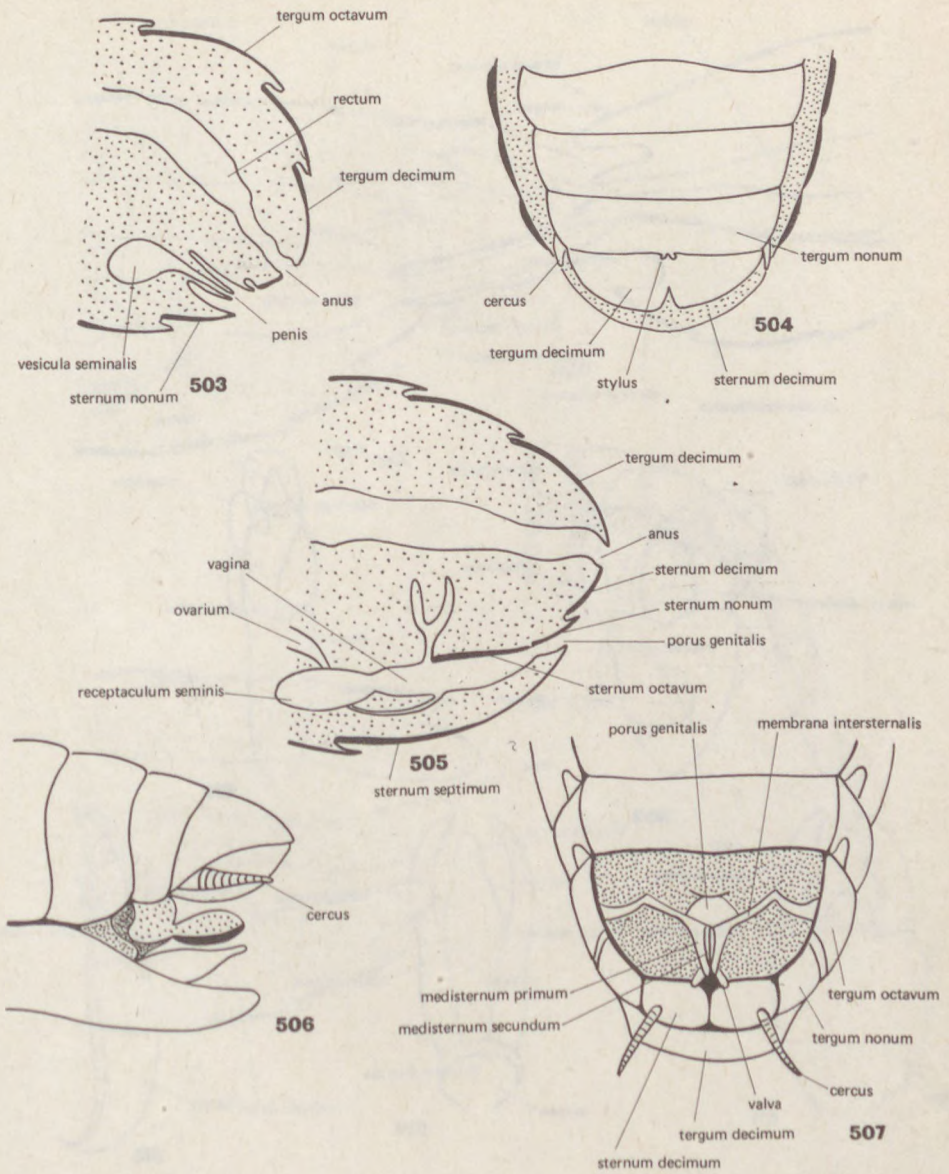 tergum octavum
rectum
tergum decimum
anus
penis
vesicula seminalis
sternum nonum
503
tergum nonum
cercus
504
tergum decimum
stylus
sternum decimum
tergum decimum
anus
vagina
sternum decimum
ovarium
sternum nonum
porus genitalis
receptaculum seminis
sternum octavum
505
sternum septimum
cercus
506
porus genitalis
membrana intersternalis
medisternum primum
tergum octavum
medisternum secundum
tergum nonum
cercus
valva
tergum decimum
507
sternum decimum